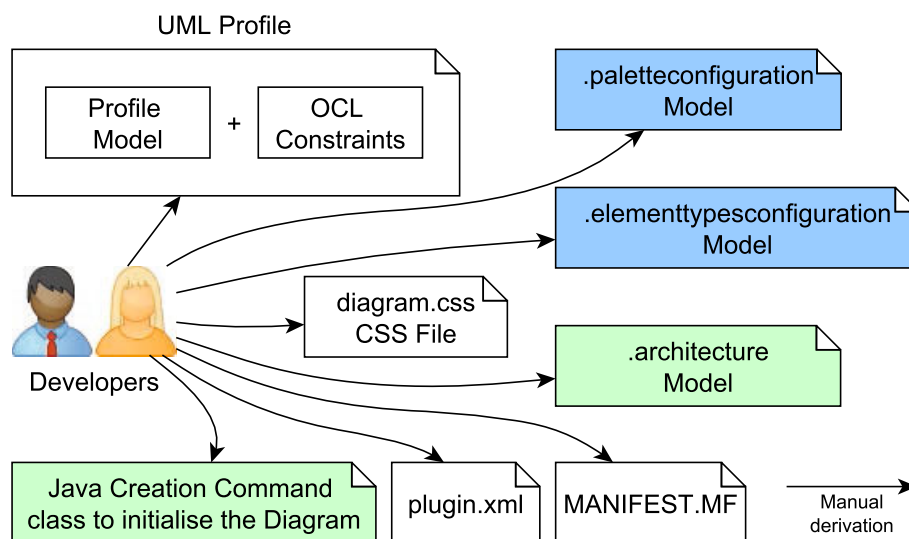 UML Profile
Profile
Model
+
OCL
Constraints
.paletteconfiguration
Model
.elementtypesconfiguration
Model
diagram.css
CSS File
.architecture
Model
Developers
Java Creation Command
class to initialise the Diagram
plugin.xml
MANIFEST.MF
Manual
derivation